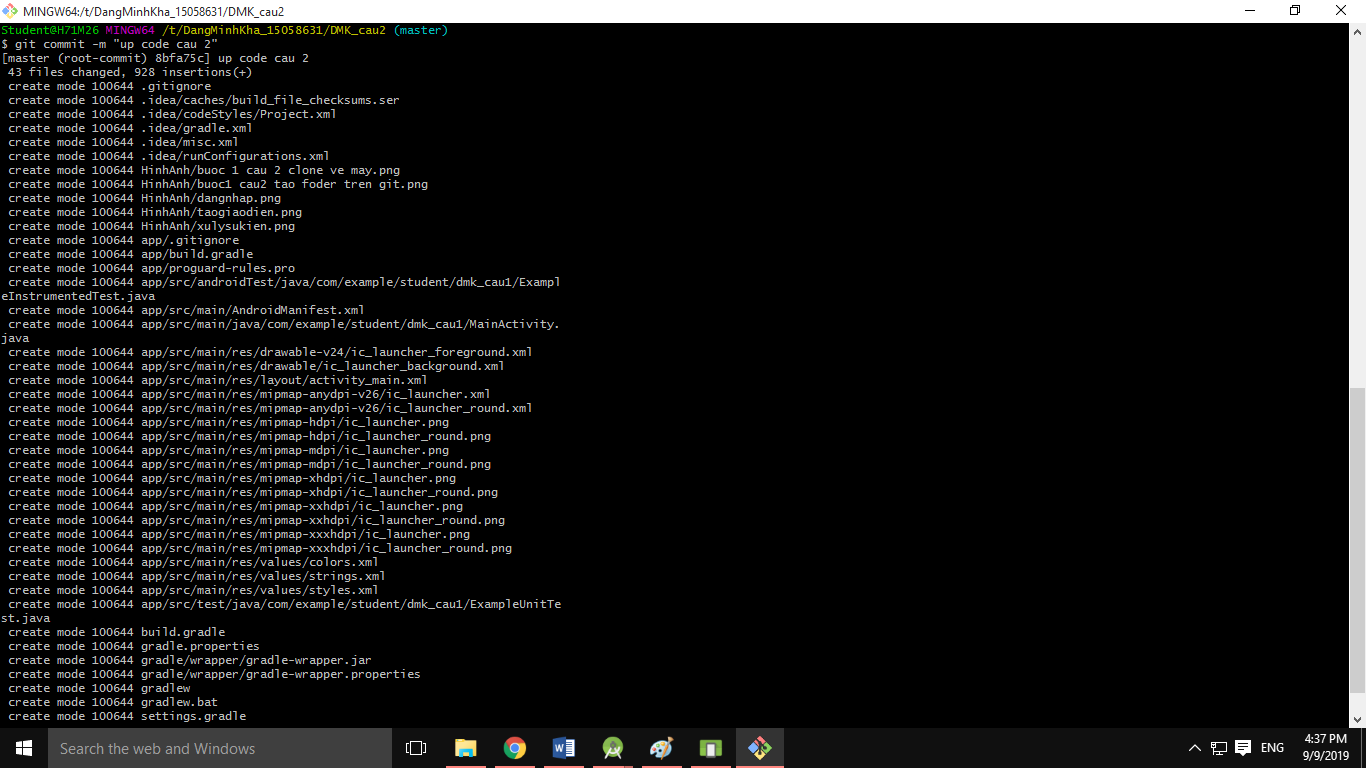 MINGW64:/t/DangMinhKha_15058631/DMK_cau2
Student@H71M26 MINGW64 /t/DangMinhKha_15058631/DMK_cau2 (master)
$ git commit -m "up code cau 2"
[master (root-commit) 8bfa75c] up code cau 2
 43 files changed, 928 insertions(+)
 create mode 100644 .gitignore
 create mode 100644 .idea/caches/build_file_checksums.ser
 create mode 100644 .idea/codeStyles/Project.xml
 create mode 100644 .idea/gradle.xml
 create mode 100644 .idea/misc.xml
 create mode 100644 .idea/runConfigurations.xml
 create mode 100644 HinhAnh/buoc 1 cau 2 clone ve may.png
 create mode 100644 HinhAnh/buoc1 cau2 tao foder tren git.png
 create mode 100644 HinhAnh/dangnhap.png
 create mode 100644 HinhAnh/taogiaodien.png
 create mode 100644 HinhAnh/xulysukien.png
 create mode 100644 app/.gitignore
 create mode 100644 app/build.gradle
 create mode 100644 app/proguard-rules.pro
 create mode 100644 app/src/androidTest/java/com/example/student/dmk_cau1/Exampl
eInstrumentedTest.java
 create mode 100644 app/src/main/AndroidManifest.xml
 create mode 100644 app/src/main/java/com/example/student/dmk_cau1/MainActivity.
java
 create mode 100644 app/src/main/res/drawable-v24/ic_launcher_foreground.xml
 create mode 100644 app/src/main/res/drawable/ic_launcher_background.xml
 create mode 100644 app/src/main/res/layout/activity_main.xml
 create mode 100644 app/src/main/res/mipmap-anydpi-v26/ic_launcher.xml
 create mode 100644 app/src/main/res/mipmap-anydpi-v26/ic_launcher_round.xml
 create mode 100644 app/src/main/res/mipmap-hdpi/ic_launcher.png
 create mode 100644 app/src/main/res/mipmap-hdpi/ic_launcher_round.png
 create mode 100644 app/src/main/res/mipmap-mdpi/ic_launcher.png
 create mode 100644 app/src/main/res/mipmap-mdpi/ic_launcher_round.png
 create mode 100644 app/src/main/res/mipmap-xhdpi/ic_launcher.png
 create mode 100644 app/src/main/res/mipmap-xhdpi/ic_launcher_round.png
 create mode 100644 app/src/main/res/mipmap-xxhdpi/ic_launcher.png
 create mode 100644 app/src/main/res/mipmap-xxhdpi/ic_launcher_round.png
 create mode 100644 app/src/main/res/mipmap-xxxhdpi/ic_launcher.png
 create mode 100644 app/src/main/res/mipmap-xxxhdpi/ic_launcher_round.png
 create mode 100644 app/src/main/res/values/colors.xml
 create mode 100644 app/src/main/res/values/strings.xml
 create mode 100644 app/src/main/res/values/styles.xml
 create mode 100644 app/src/test/java/com/example/student/dmk_cau1/ExampleUnitTe
st.java
 create mode 100644 build.gradle
 create mode 100644 gradle.properties
 create mode 100644 gradle/wrapper/gradle-wrapper.jar
 create mode 100644 gradle/wrapper/gradle-wrapper.properties
 create mode 100644 gradlew
 create mode 100644 gradlew.bat
 create mode 100644 settings.gradle
Search the web and Windows
ENG
4:37 PM
9/9/2019